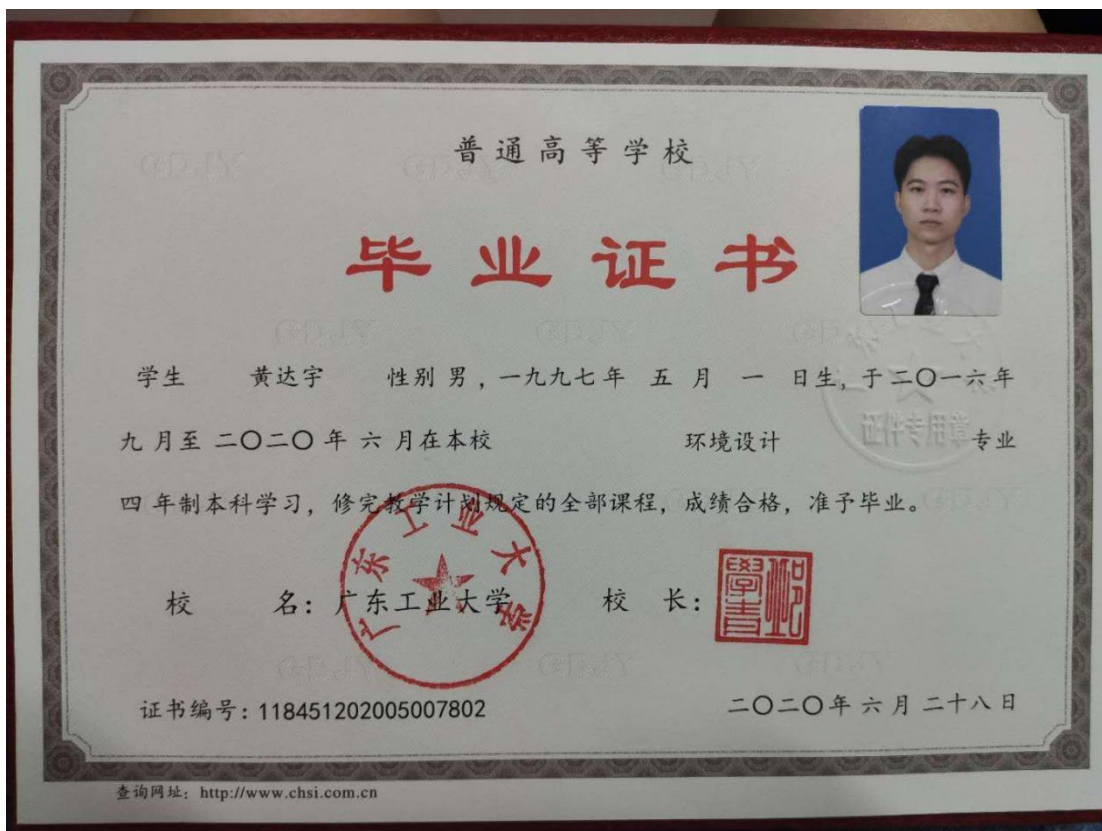 普通高等学校
毕业证书
学生 黄达宇 性别 男，一九九七年 五 月 一 日生，于二〇一六年
九 月至 二〇二〇 年 六 月在本校 环境设计 专业
四 年制本科学习，修完教学计划规定的全部课程，成绩合格，准予毕业。
校 名：广东工业大学 校 长：
广东工业大学
证书编号：118451202005007802 二〇二〇年 六 月 二十八 日
查询网址：http://www.chsi.com.cn